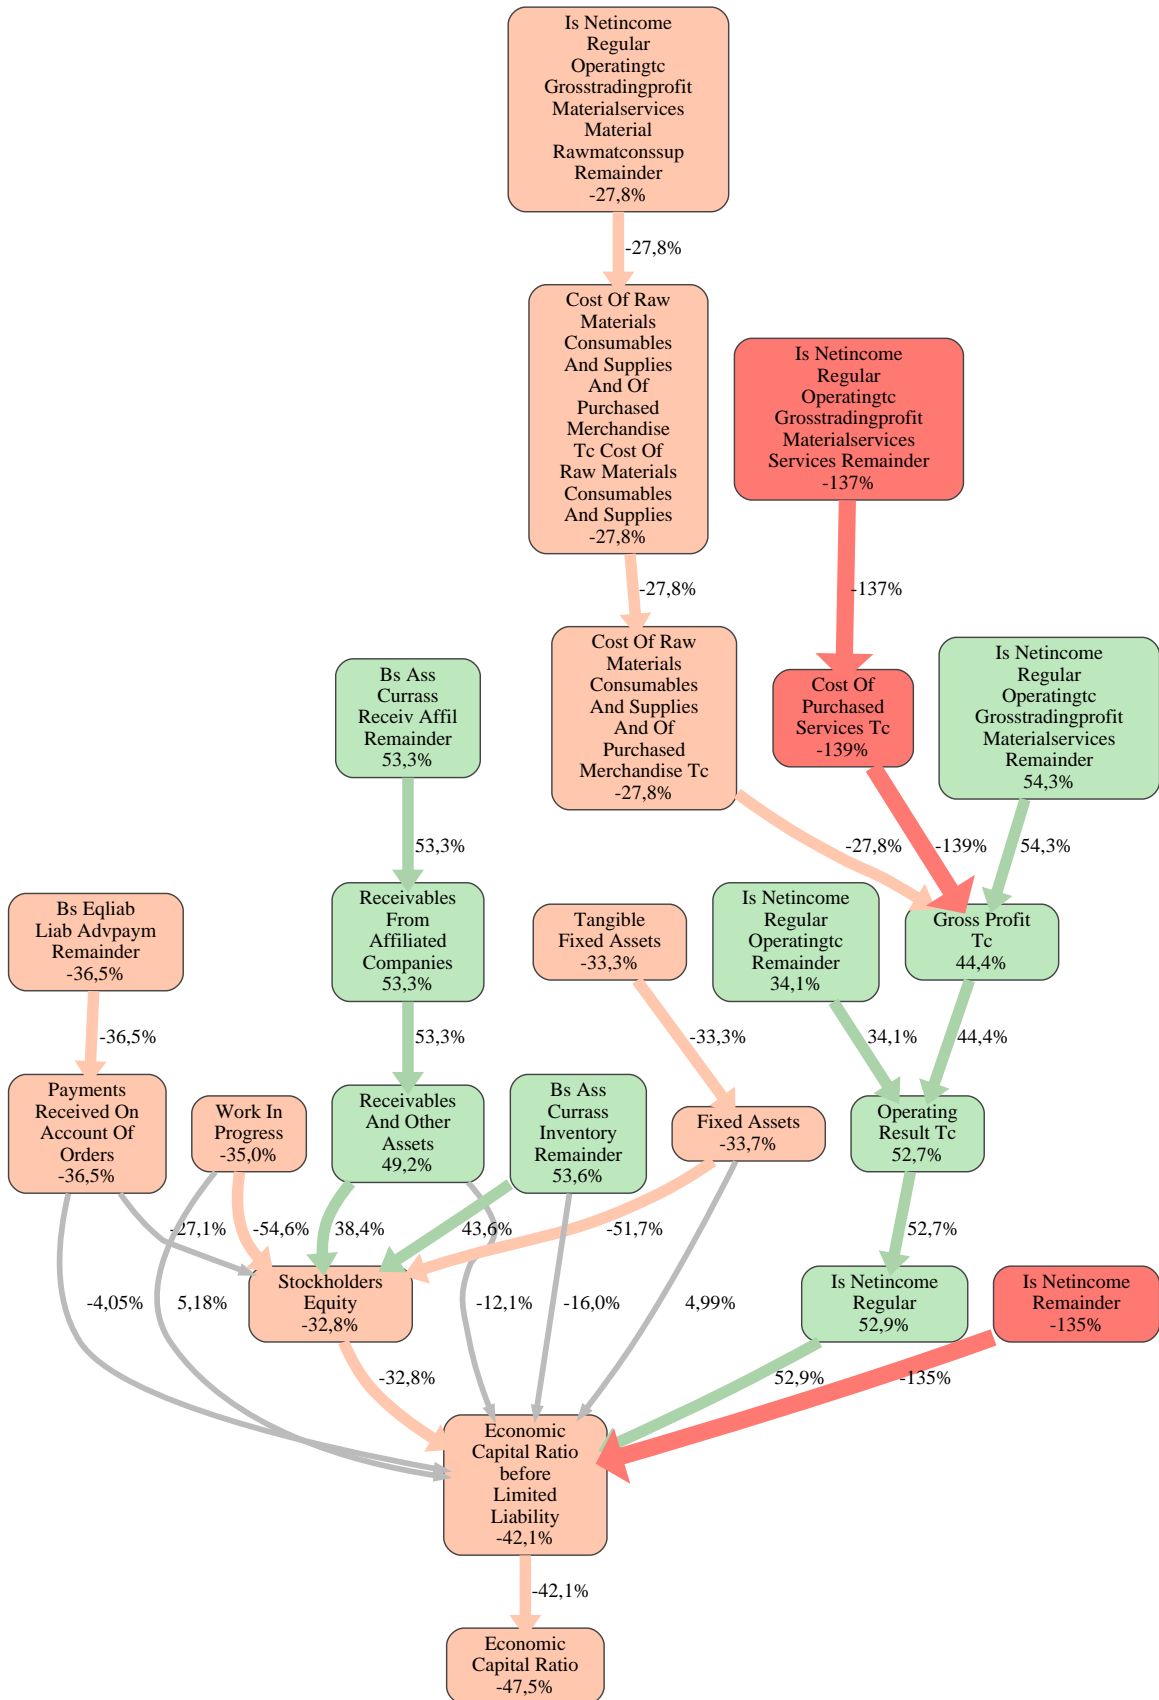 Is Netincome
Regular
Operatingtc
Grosstradingprofit
Materialservices
Material
Rawmatconssup
Remainder
-27,8%
-27,8%
Cost Of Raw
Materials
Consumables
And Supplies
And Of
Purchased
Merchandise
Tc Cost Of
Raw Materials
Consumables
And Supplies
-27,8%
Is Netincome
Regular
Operatingtc
Grosstradingprofit
Materialservices
Services Remainder
-137%
-27,8%
-137%
Cost Of Raw
Materials
Consumables
And Supplies
And Of
Purchased
Merchandise Tc
-27,8%
Is Netincome
Regular
Operatingtc
Grosstradingprofit
Materialservices
Remainder
54,3%
Bs Ass
Currass
Receiv Affil
Remainder
53,3%
Cost Of
Purchased
Services Tc
-139%
53,3%
-27,8%
-139%
54,3%
Bs Eqliab
Liab Advpaym
Remainder
-36,5%
Receivables
From
Affiliated
Companies
53,3%
Tangible
Fixed Assets
-33,3%
Is Netincome
Regular
Operatingtc
Remainder
34,1%
Gross Profit
Tc
44,4%
-36,5%
53,3%
-33,3%
34,1%
44,4%
Payments
Received On
Account Of
Orders
-36,5%
Work In
Progress
-35,0%
Receivables
And Other
Assets
49,2%
Bs Ass
Currass
Inventory
Remainder
53,6%
Fixed Assets
-33,7%
Operating
Result Tc
52,7%
-27,1%
-54,6%
38,4%
43,6%
-51,7%
52,7%
Stockholders
Equity
-32,8%
Is Netincome
Regular
52,9%
Is Netincome
Remainder
-135%
-4,05%
5,18%
-12,1%
-16,0%
4,99%
-32,8%
52,9%
-135%
Economic
Capital Ratio
before
Limited
Liability
-42,1%
-42,1%
Economic
Capital Ratio
-47,5%